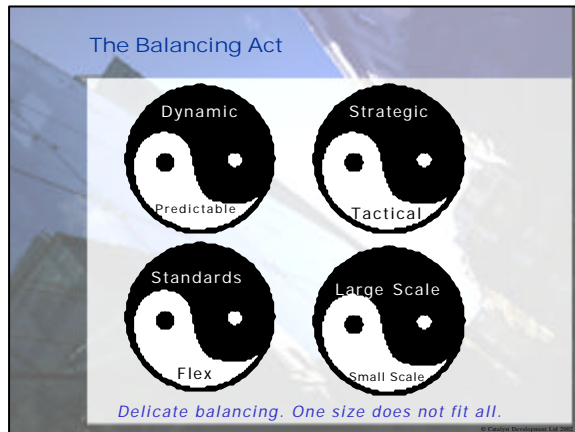 The Balancing Act
Dynamic
Predictable
Strategic
Tactical
Standards
Flex
Large Scale
Small Scale
Delicate balancing. One size does not fit all.
© Catalyst Development Ltd 2002